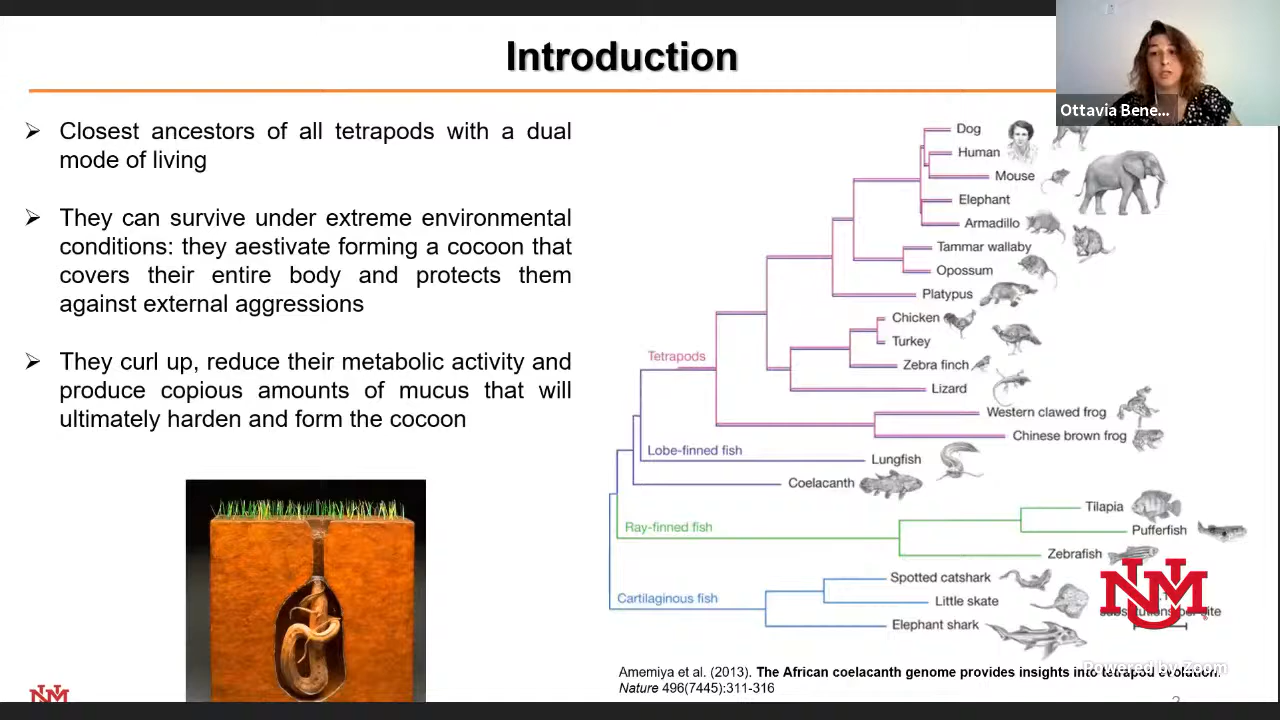 Introduction
Ottavia Bene...
Closest ancestors of all tetrapods with a dual
mode of living
They can survive under extreme environmental
conditions: they aestivate forming a cocoon that
covers their entire body and protects them
against external aggressions
They curl up, reduce their metabolic activity and
produce copious amounts of mucus that will
ultimately harden and form the cocoon
Dog
Human
Mouse
Elephant
Armadillo
Tammar wallaby
Opossum
Platypus
Chicken
Turkey
Zebra finch
Lizard
Tetrapods
Western clawed frog
Chinese brown frog
Lobe-finned fish
Lungfish
Coelacanth
Tilapia
Ray-finned fish
Pufferfish
Zebrafish
Spotted catshark
Cartilaginous fish
Little skate
Elephant shark
NM
Amemiya et al. (2013). The African coelacanth genome provides insights into tetrapod evolution.
Nature 496(7445):311-316
Powered by Zoom